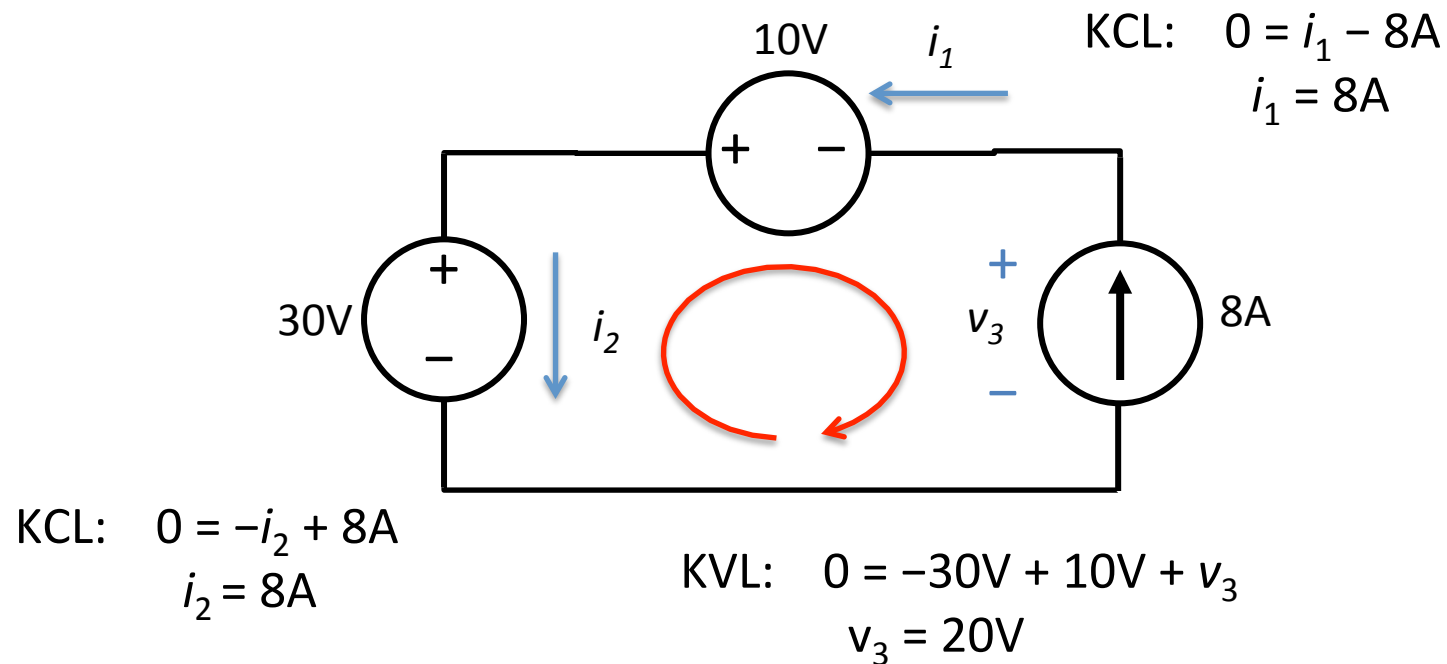 10V
i₁
KCL: 0 = i₁ − 8A
i₁ = 8A
+ −
+
−
30V
i₂
+
v₃
−
8A
KCL: 0 = −i₂ + 8A
i₂ = 8A
KVL: 0 = −30V + 10V + v₃
v₃ = 20V